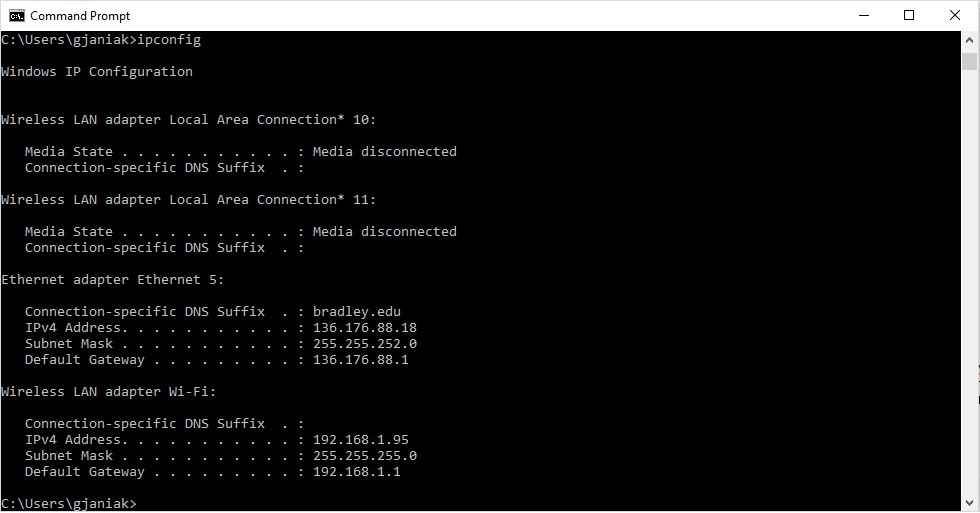 Command Prompt
C:\Users\gjaniak>ipconfig
Windows IP Configuration
Wireless LAN adapter Local Area Connection* 10:
Media State . . . . . . . . . . . : Media disconnected
Connection-specific DNS Suffix  . :
Wireless LAN adapter Local Area Connection* 11:
Media State . . . . . . . . . . . : Media disconnected
Connection-specific DNS Suffix  . :
Ethernet adapter Ethernet 5:
Connection-specific DNS Suffix  . : bradley.edu
IPv4 Address. . . . . . . . . . . : 136.176.88.18
Subnet Mask . . . . . . . . . . . : 255.255.252.0
Default Gateway . . . . . . . . . : 136.176.88.1
Wireless LAN adapter Wi-Fi:
Connection-specific DNS Suffix  . :
IPv4 Address. . . . . . . . . . . : 192.168.1.95
Subnet Mask . . . . . . . . . . . : 255.255.255.0
Default Gateway . . . . . . . . . : 192.168.1.1
C:\Users\gjaniak>